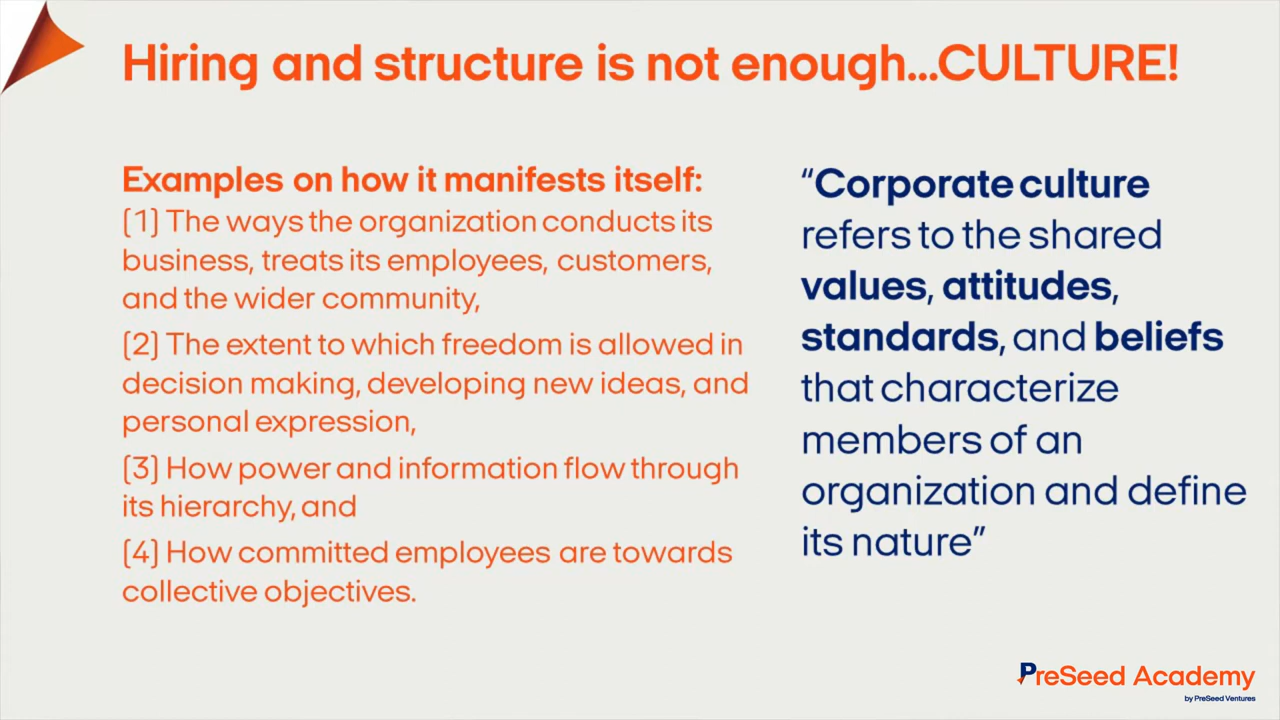 Hiring and structure is not enough...CULTURE!
Examples on how it manifests itself:
(1) The ways the organization conducts its
business, treats its employees, customers,
and the wider community,
(2) The extent to which freedom is allowed in
decision making, developing new ideas, and
personal expression,
(3) How power and information flow through
its hierarchy, and
(4) How committed employees are towards
collective objectives.
“Corporate culture
refers to the shared
values, attitudes,
standards, and beliefs
that characterize
members of an
organization and define
its nature”
PreSeed Academy
by PreSeed Ventures